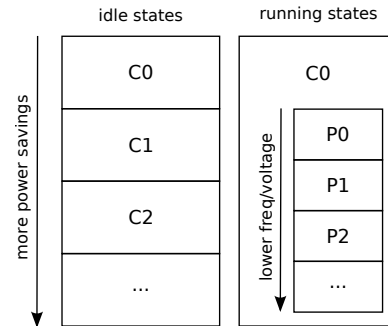 idle states
running states
more power savings
C0
C1
C2
...
C0
lower freq/voltage
P0
P1
P2
...